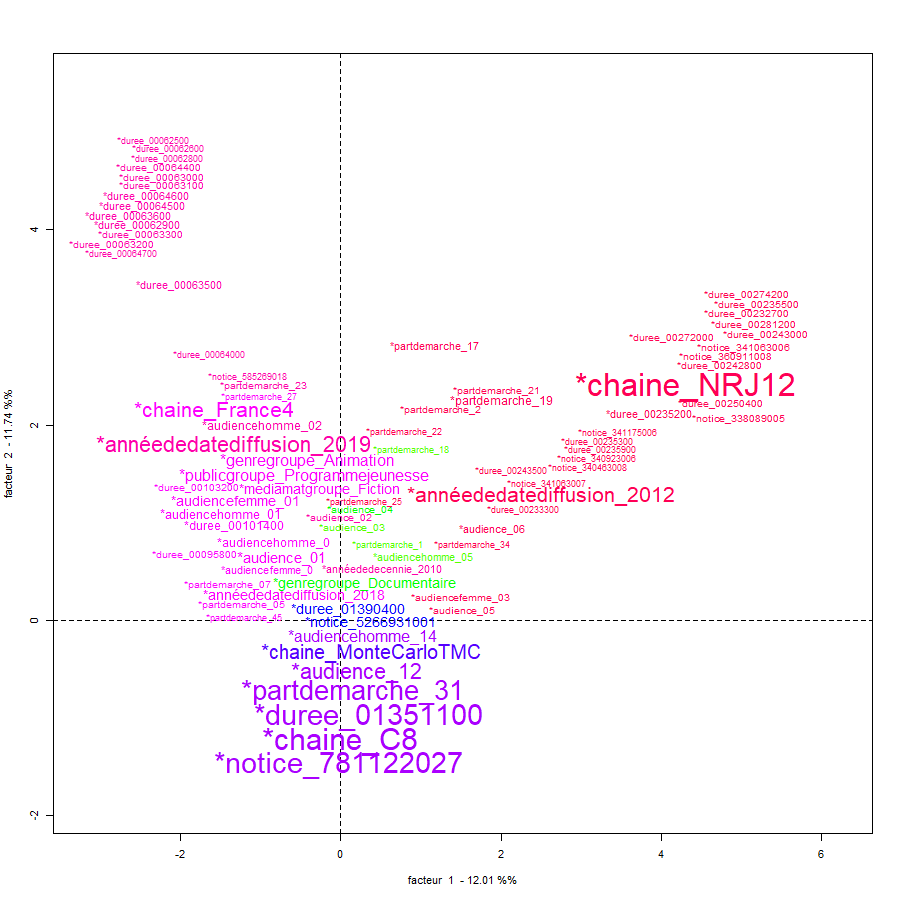 *duree_00062500
*duree_00062600
*duree_00062800
*duree_00064400
*duree_00063000
*duree_00063100
*duree_00064600
*duree_00064500
*duree_00063600
*duree_00062900
*duree_00063300
*duree_00063200
*duree_00064700
*duree_00063500
*duree_00274200
*duree_00235500
*duree_00232700
*duree_00281200
*duree_00243000
*duree_00272000
*partdemarche_17
*notice_341063006
*duree_00064000
*notice_360911008
*duree_00242800
*notice_585269018
*partdemarche_23
*chaine_NRJ12
*partdemarche_21
*partdemarche_27
*partdemarche_19
*duree_00250400
*chaine_France4
*partdemarche_2
*duree_00235200
*notice_338089005
*audiencehomme_02
*partdemarche_22
*notice_341175006
*annéededatediffusion_2019
*duree_00235300
*partdemarche_18
*duree_00235900
*genregroupe_Animation
*notice_340923006
*notice_340463008
*duree_00243500
*publicgroupe_Programmejeunesse
*notice_341063007
*duree_00103200
*mediamatgroupe_Fiction
*annéededatediffusion_2012
*audiencefemme_01
*partdemarche_25
*audience_04
*duree_00233300
*audiencehomme_01
*audience_02
*duree_00101400
*audience_03
*audience_06
*audiencehomme_0
*partdemarche_1
*partdemarche_34
*duree_00096800
*audience_01
*audiencehomme_05
*audiencefemme_0
*annéededecennie_2010
*partdemarche_07
*genregroupe_Documentaire
*annéededatediffusion_2018
*audiencefemme_03
*partdemarche_05
*duree_01390400
*audience_05
*partdemarche_45
*notice_5266931001
*audiencehomme_14
*chaine_MonteCarloTMC
*audience_12
*partdemarche_31
*duree_01351100
*chaine_C8
*notice_781122027
4
2
0
-2
-2
0
2
4
6
facteur 2 - 11.74 %%
facteur 1 - 12.01 %%